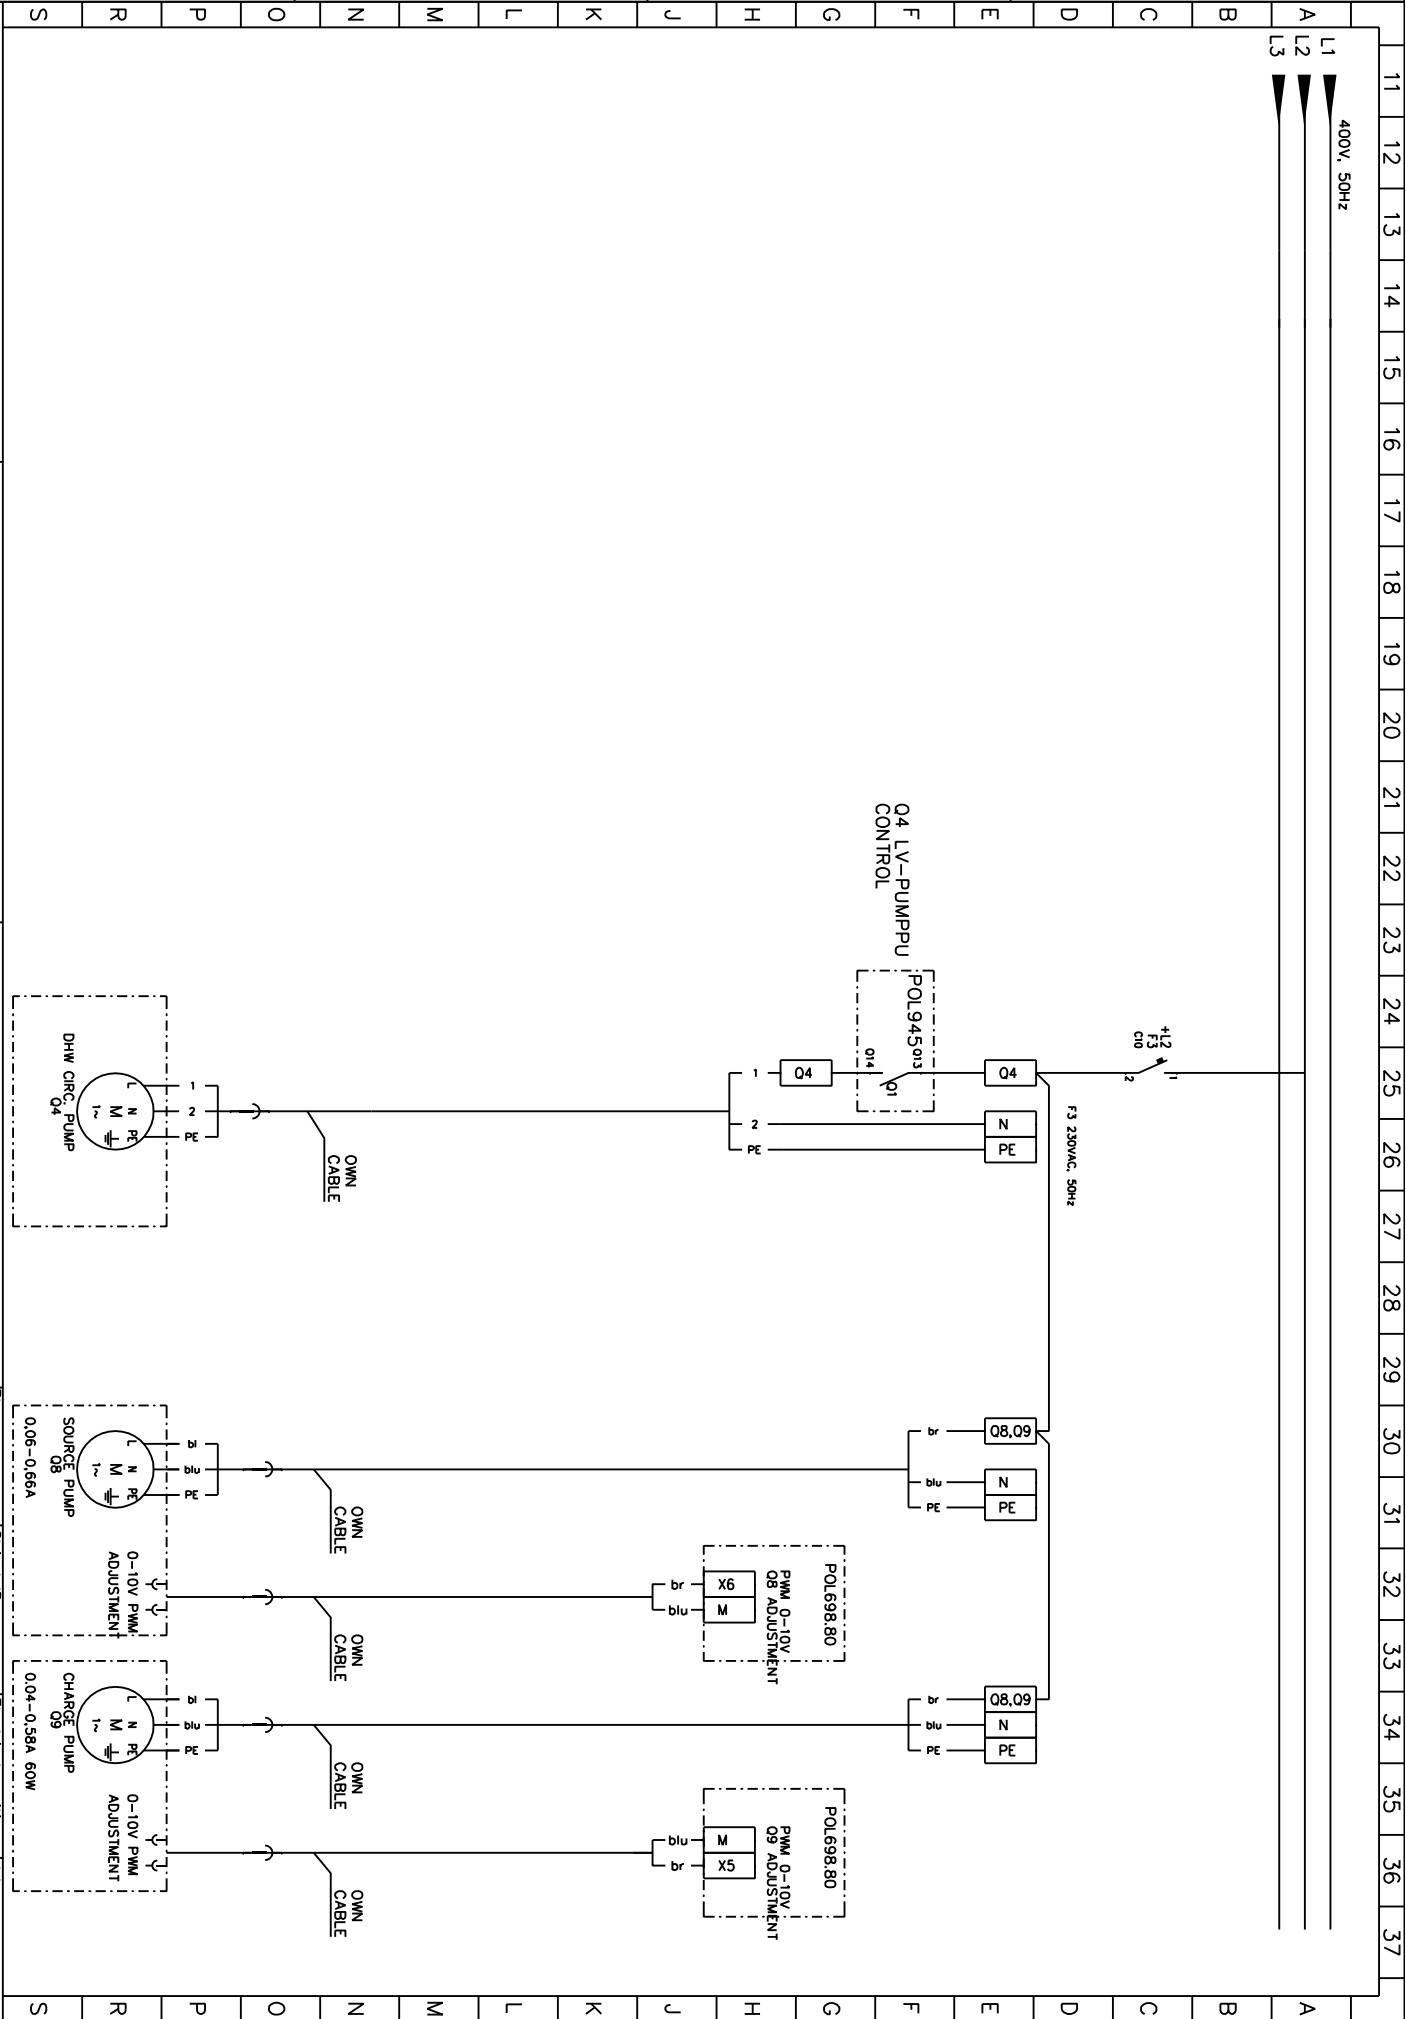 11 12 13 14 15 16 17 18 19 20 21 22 23 24 25 26 27 28 29 30 31 32 33 34 35 36 37
A A
B B
C C
D D
E E
F F
G G
H H
J J
K K
L L
M M
N N
O O
P P
R R
S S
L1
L2
L3
400V, 50Hz
+L2
F3
C10
1
2
F3 230VAC, 50Hz
Q4
N
PE
Q4 LV-PUMPPU
CONTROL
POL945
Q13
Q14
Q1
Q4
1
2
PE
OWN
CABLE
1
2
PE
L N PE
M
1~
DHW CIRC. PUMP
Q4
Q8,Q9
N
PE
br
blu
PE
OWN
CABLE
bl
blu
PE
L N PE
M
1~
SOURCE PUMP
Q8
0,06-0,66A
POL698.80
PWM 0-10V
Q8 ADJUSTMENT
X6
M
br
blu
OWN
CABLE
0-10V PWM
ADJUSTMENT
Q8,Q9
N
PE
br
blu
PE
OWN
CABLE
bl
blu
PE
L N PE
M
1~
CHARGE PUMP
Q9
0.04-0,58A 60W
POL698.80
PWM 0-10V
Q9 ADJUSTMENT
M
X5
blu
br
OWN
CABLE
0-10V PWM
ADJUSTMENT